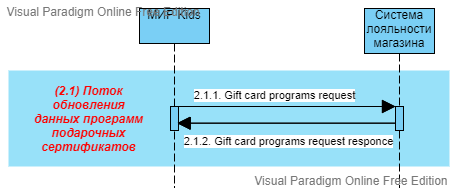 Visual Paradigm Online Free Edition
МИР Kids
Система
лояльности
магазина
(2.1) Поток
обновления
данных программ
подарочных
сертификатов
2.1.1. Gift card programs request
2.1.2. Gift card programs request responce
Visual Paradigm Online Free Edition